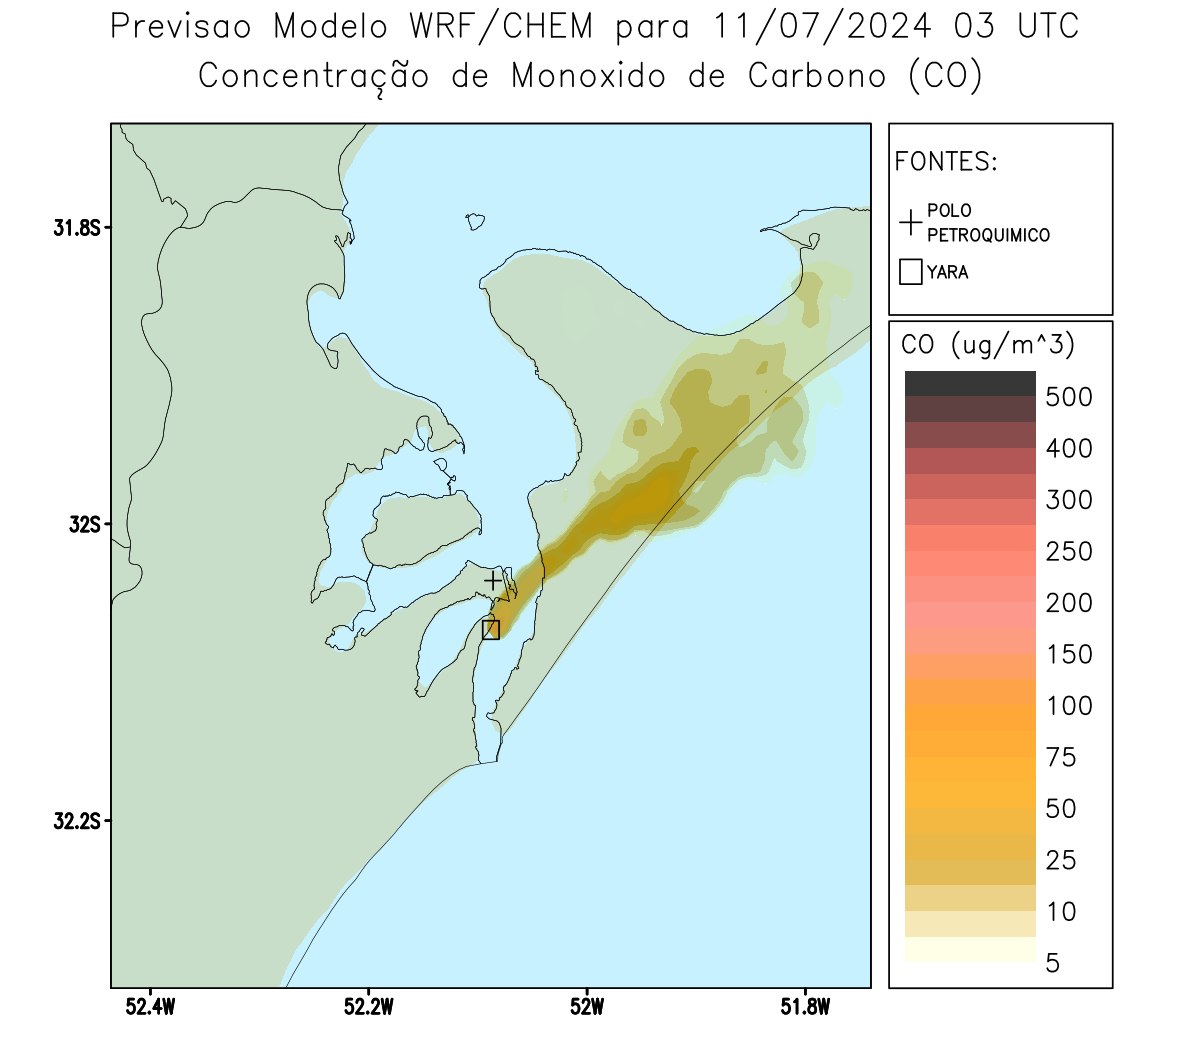 Previsao Modelo WRF/CHEM para 11/07/2024 03 UTC
Concentração de Monoxido de Carbono (CO)
FONTES:
POLO
PETROQUIMICO
YARA
CO (ug/m^3)
500
400
300
250
200
150
100
75
50
25
10
5
31.8S
32S
32.2S
52.4W
52.2W
52W
51.8W